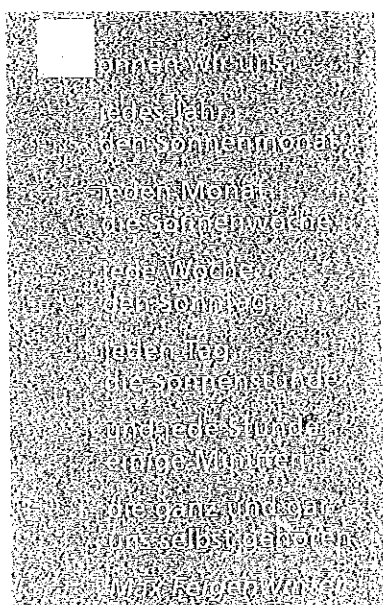 önnen wir uns
jedes Jahr
den Sonnenmonat,
jeden Monat
die Sonnenwoche,
jede Woche
den Sonntag,
jeden Tag
die Sonnenstunde
und jede Stunde
einige Minuten,
die ganz und gar
uns selbst gehören.
Max Feigenwinter